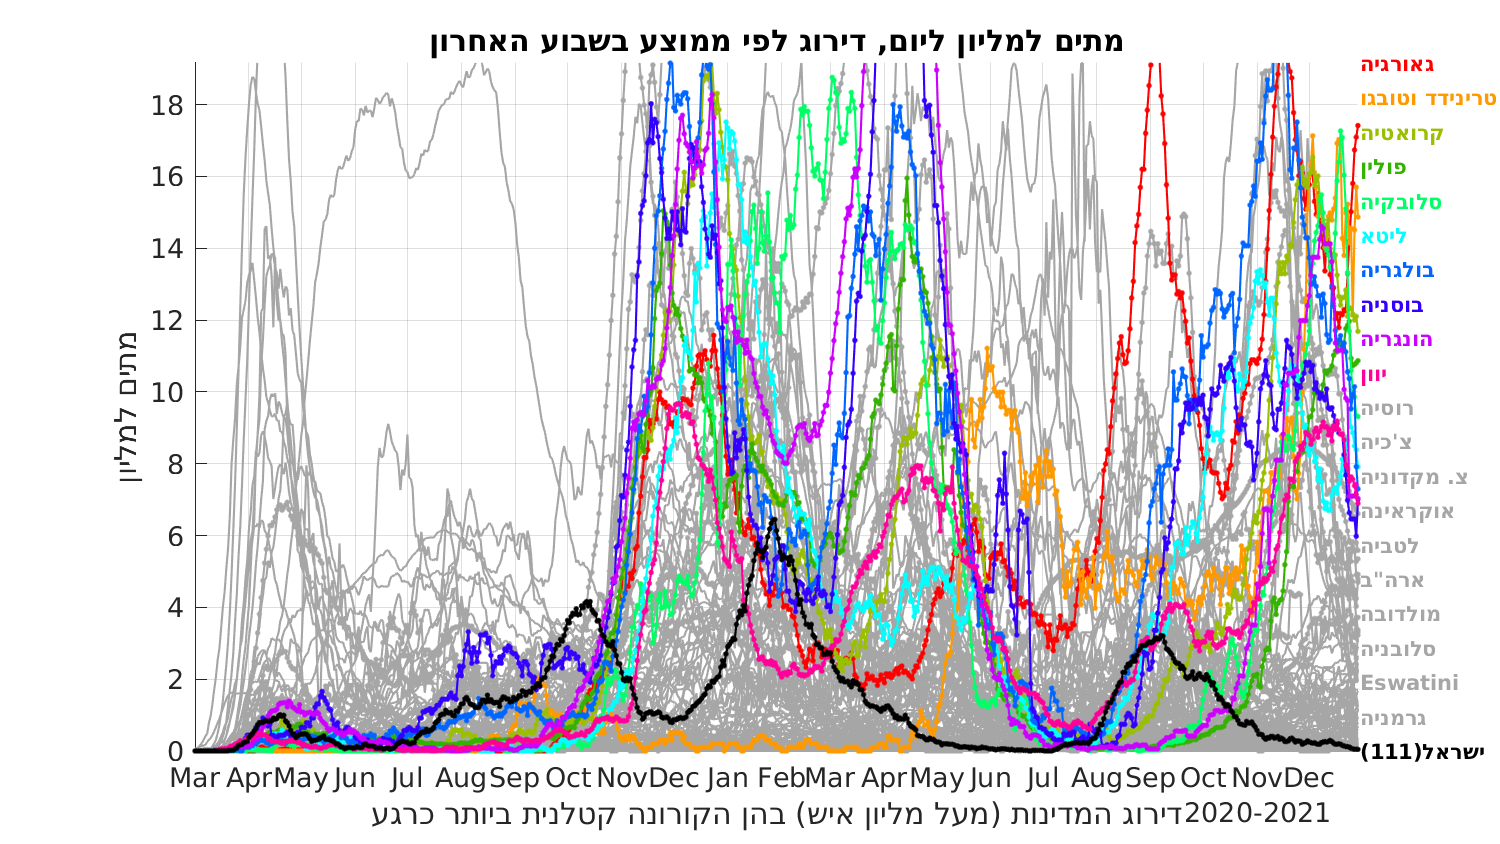 מתים למליון ליום, דירוג לפי ממוצע בשבוע האחרון
מתים למליון
18
16
14
12
10
8
6
4
2
0
Mar Apr May Jun Jul Aug Sep Oct Nov Dec Jan Feb Mar Apr May Jun Jul Aug Sep Oct Nov Dec
דירוג המדינות (מעל מליון איש) בהן הקורונה קטלנית ביותר כרגע 2020-2021
גאורגיה
טרינידד וטובגו
קרואטיה
פולין
סלובקיה
ליטא
בולגריה
בוסניה
הונגריה
יוון
רוסיה
צ'כיה
צ. מקדוניה
אוקראינה
לטביה
ארה"ב
מולדובה
סלובניה
Eswatini
גרמניה
ישראל(111)